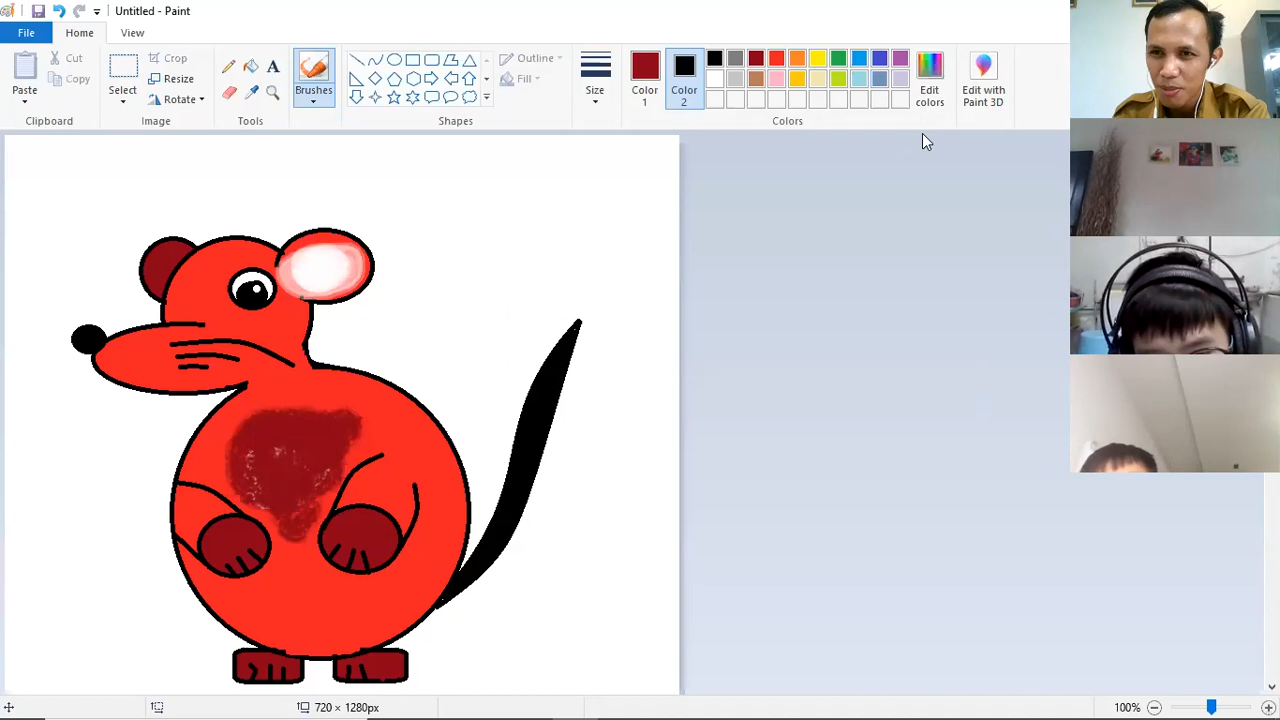 Untitled - Paint
File Home View
Paste Cut Copy
Clipboard
Select Crop Resize Rotate
Image
A
Tools
Brushes
Outline Fill
Shapes
Size
Color 1 Color 2
Edit colors
Colors
Edit with Paint 3D
720 × 1280px
100%